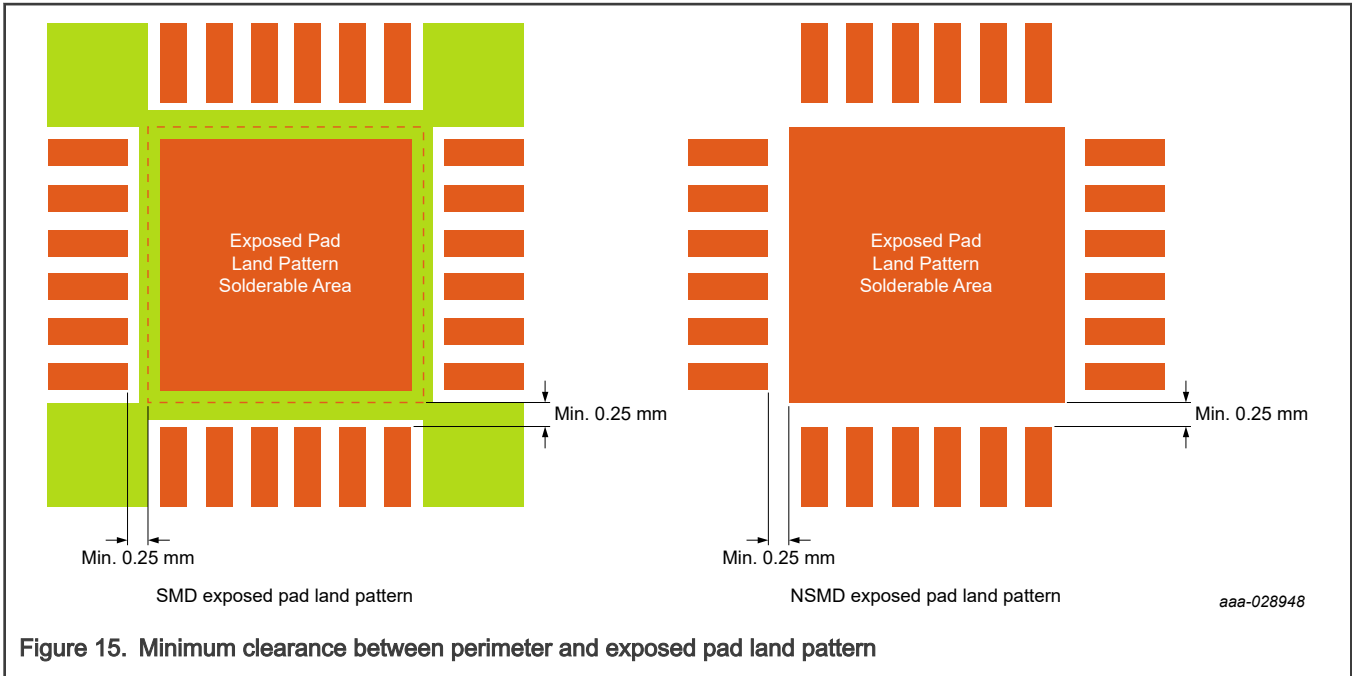 Exposed Pad
Land Pattern
Solderable Area
Exposed Pad
Land Pattern
Solderable Area
Min. 0.25 mm
Min. 0.25 mm
Min. 0.25 mm
Min. 0.25 mm
SMD exposed pad land pattern
NSMD exposed pad land pattern
aaa-028948
Figure 15. Minimum clearance between perimeter and exposed pad land pattern